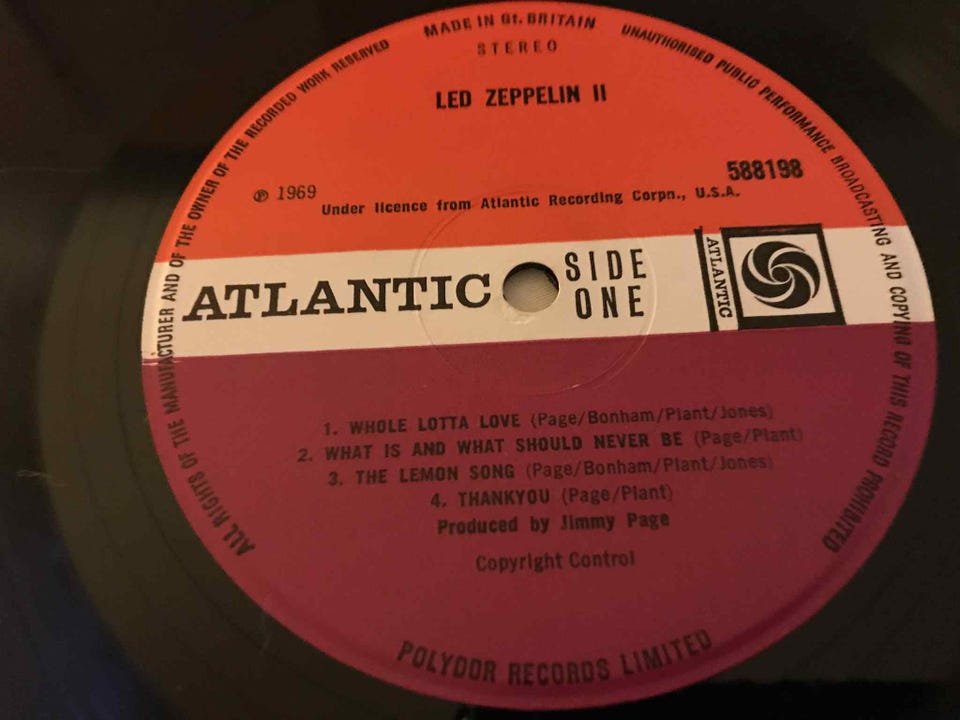 MADE IN Gt. BRITAIN
STEREO
UNAUTHORISED PUBLIC PERFORMANCE BROADCASTING AND COPYING OF THIS RECORD PROHIBITED
ALL RIGHTS OF THE MANUFACTURER AND OF THE OWNER OF THE RECORDED WORK RESERVED
LED ZEPPELIN II
588198
℗ 1969
Under licence from Atlantic Recording Corpn., U.S.A.
ATLANTIC
SIDE
ONE
ATLANTIC
1. WHOLE LOTTA LOVE (Page/Bonham/Plant/Jones)
2. WHAT IS AND WHAT SHOULD NEVER BE (Page/Plant)
3. THE LEMON SONG (Page/Bonham/Plant/Jones)
4. THANKYOU (Page/Plant)
Produced by Jimmy Page
Copyright Control
POLYDOR RECORDS LIMITED